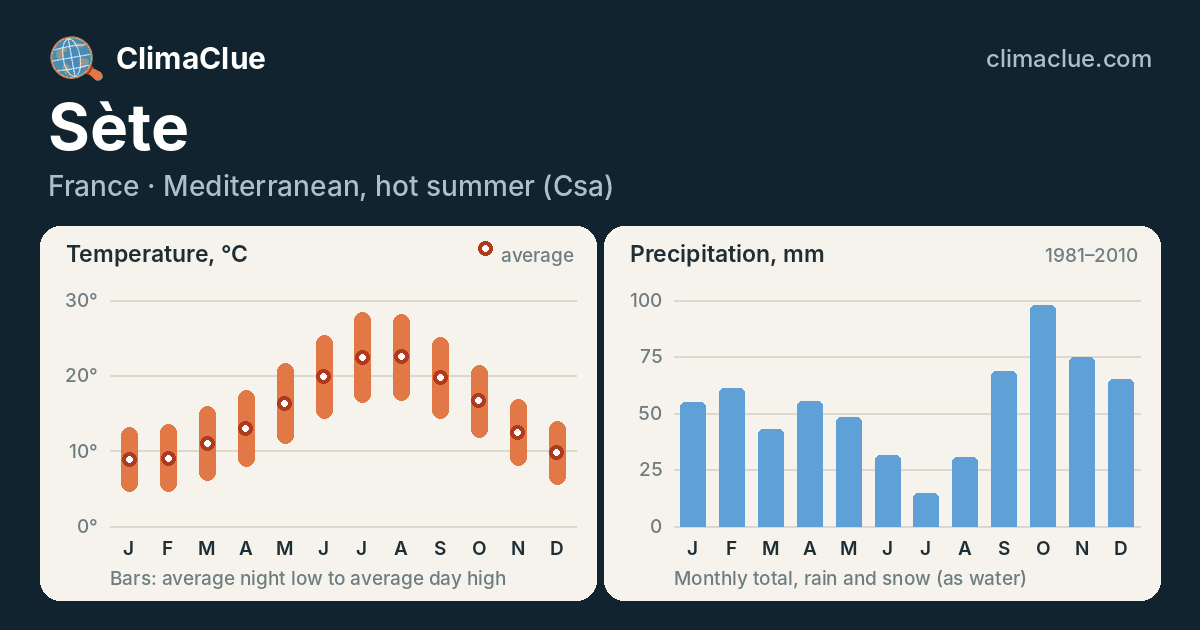 ClimaClue
climaclue.com
Sète
France · Mediterranean, hot summer (Csa)
Temperature, °C
average
30°
20°
10°
0°
J F M A M J J A S O N D
Bars: average night low to average day high
Precipitation, mm
1981–2010
100
75
50
25
0
J F M A M J J A S O N D
Monthly total, rain and snow (as water)